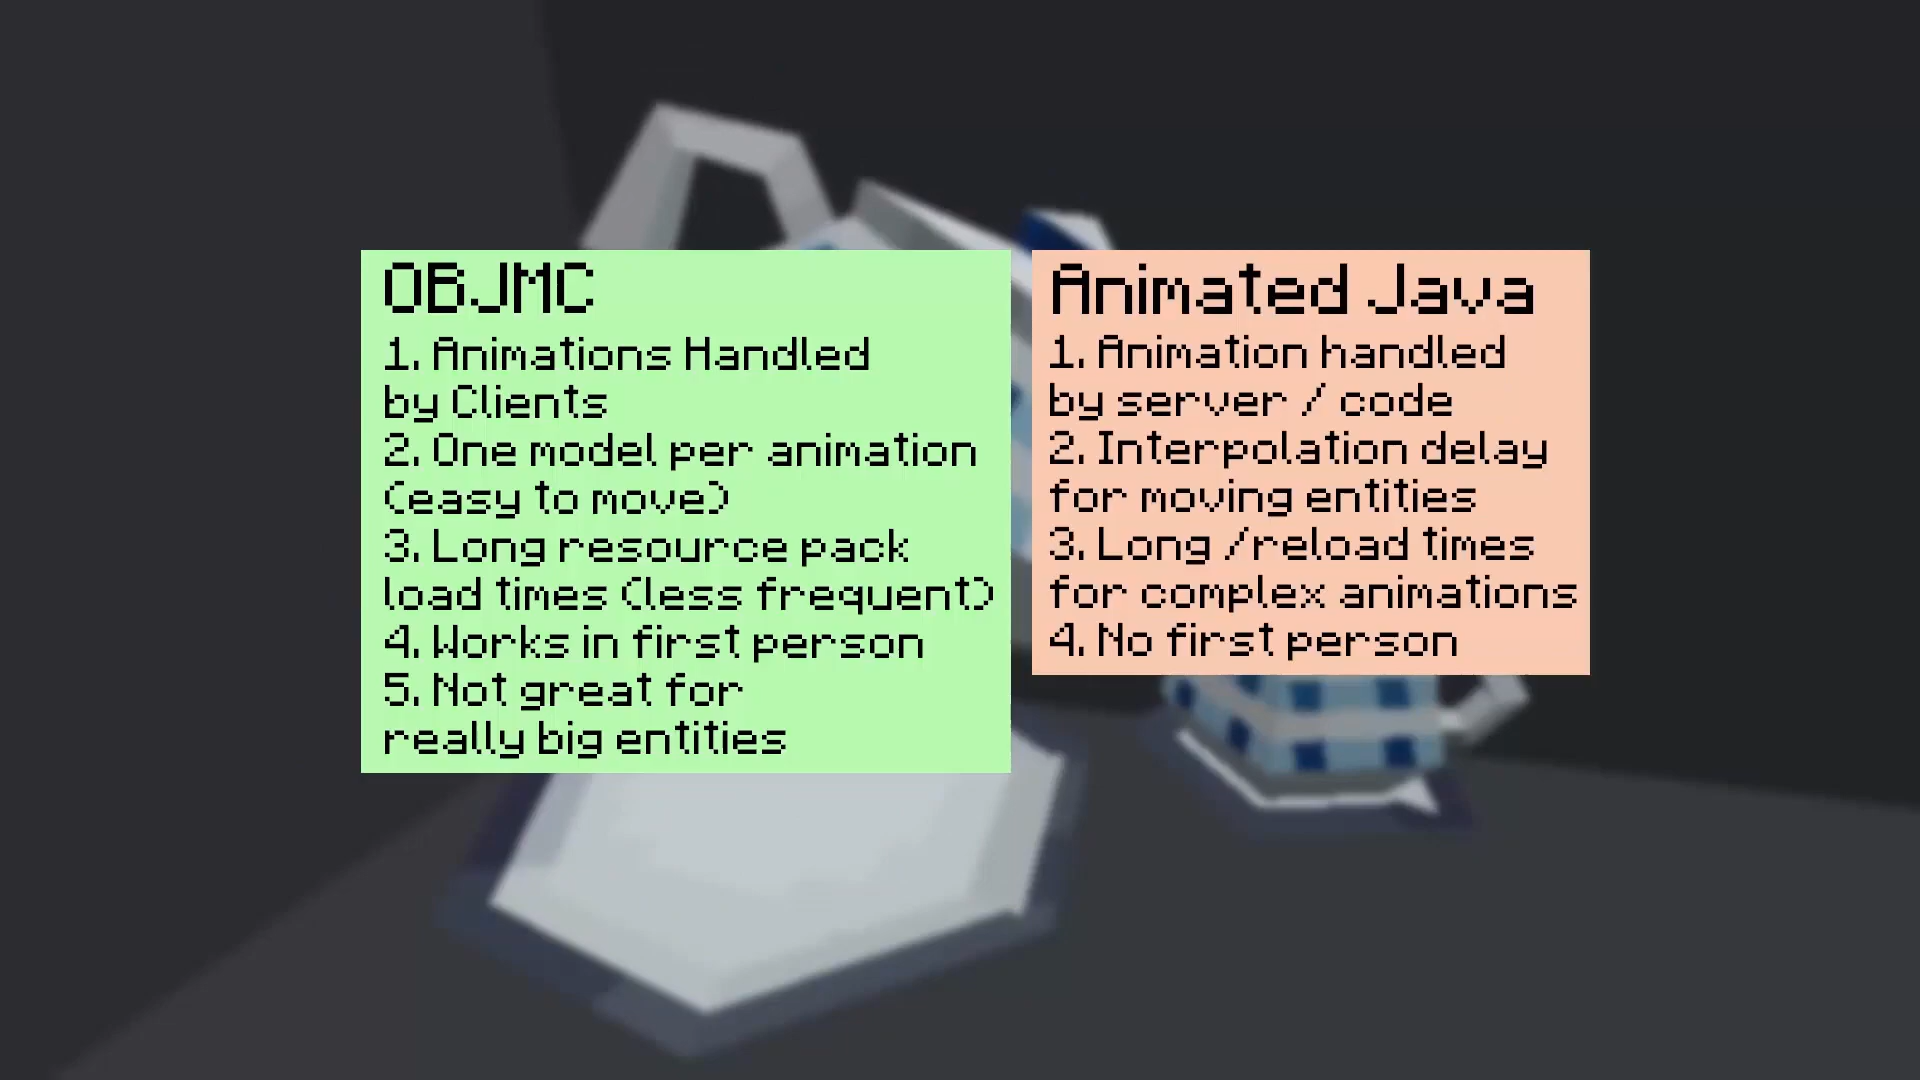 OBJMC
1. Animations Handled
by Clients
2. One model per animation
(easy to move)
3. Long resource pack
load times (less frequent)
4. Works in first person
5. Not great for
really big entities
Animated Java
1. Animation handled
by server / code
2. Interpolation delay
for moving entities
3. Long /reload times
for complex animations
4. No first person